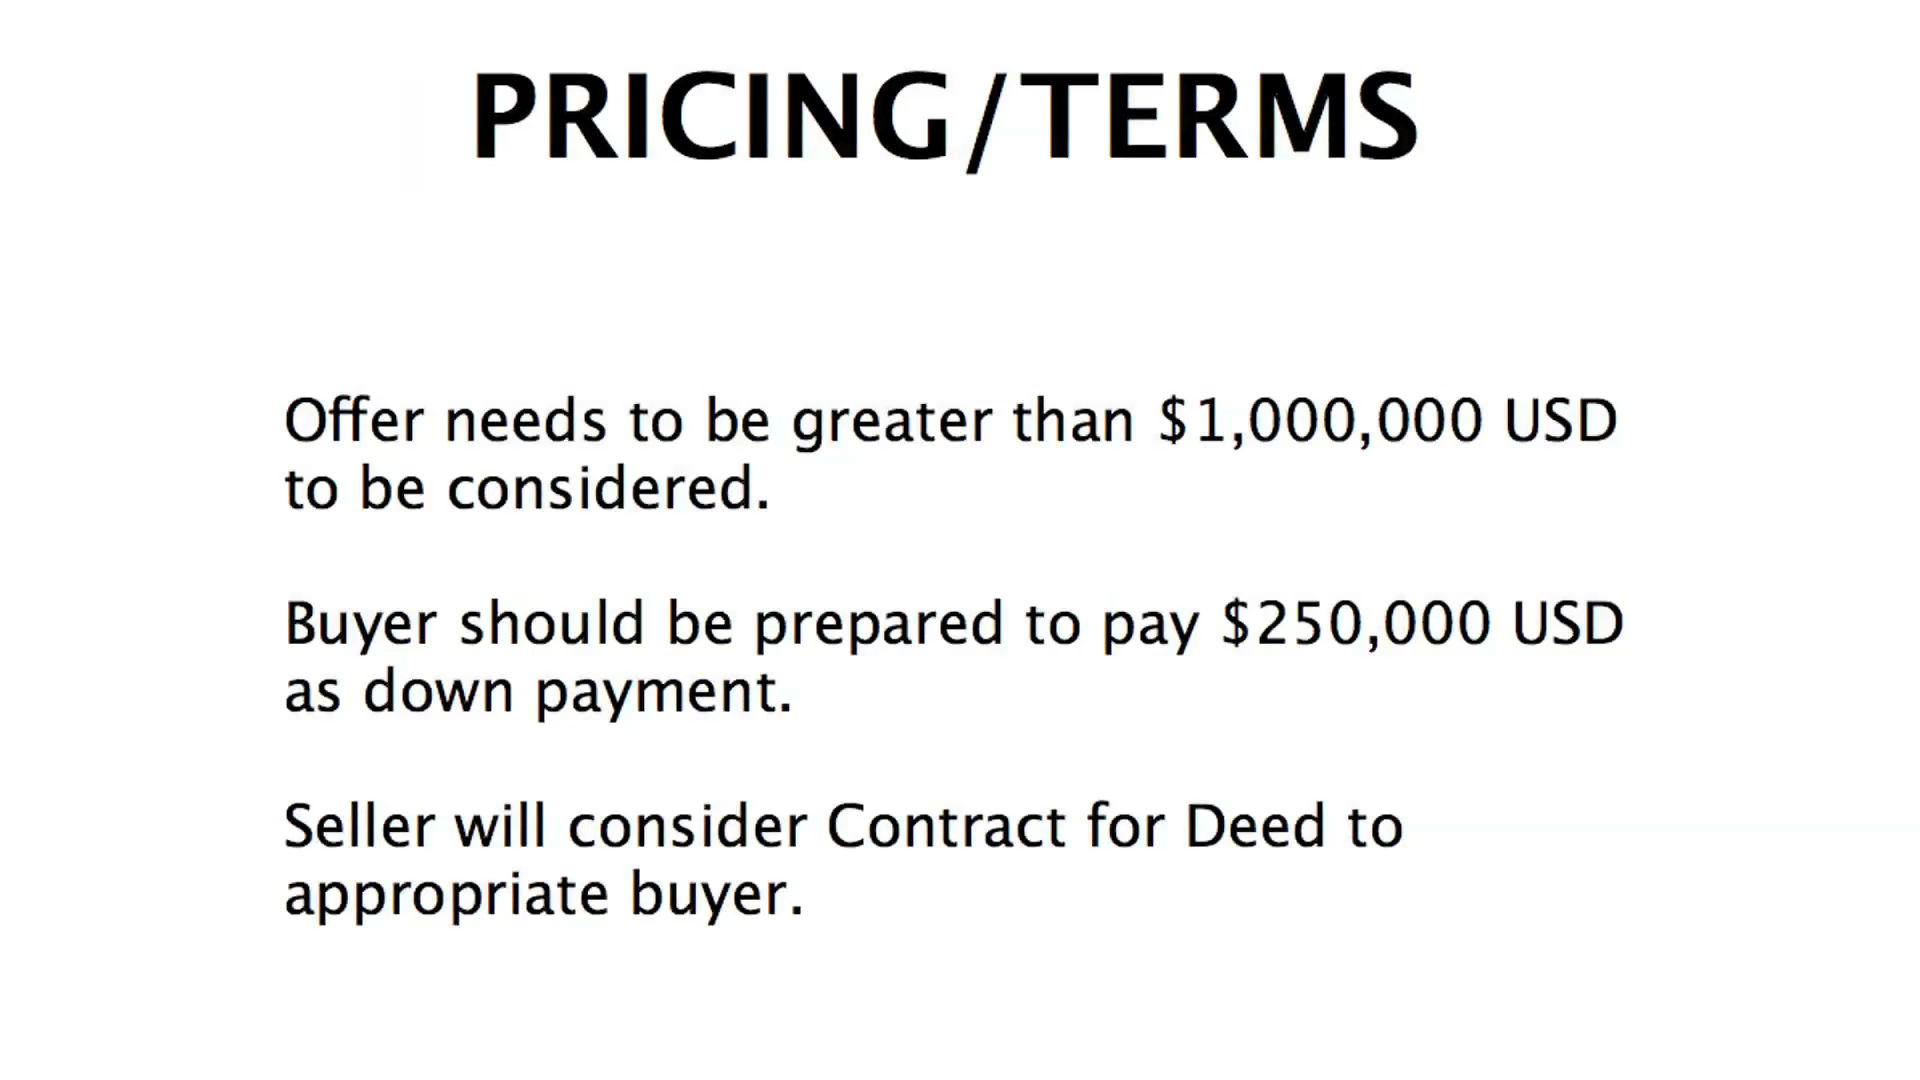 PRICING/TERMS
Offer needs to be greater than $1,000,000 USD
to be considered.
Buyer should be prepared to pay $250,000 USD
as down payment.
Seller will consider Contract for Deed to
appropriate buyer.